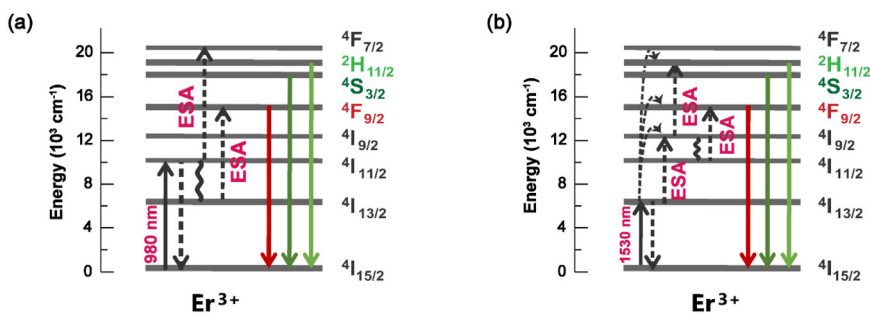 (a)
Energy (10³ cm⁻¹)
20
16
12
8
4
0
980 nm
ESA
ESA
⁴F₇/₂
²H₁₁/₂
⁴S₃/₂
⁴F₉/₂
⁴I₉/₂
⁴I₁₁/₂
⁴I₁₃/₂
⁴I₁₅/₂
Er³⁺
(b)
Energy (10³ cm⁻¹)
20
16
12
8
4
0
1530 nm
ESA
ESA
ESA
⁴F₇/₂
²H₁₁/₂
⁴S₃/₂
⁴F₉/₂
⁴I₉/₂
⁴I₁₁/₂
⁴I₁₃/₂
⁴I₁₅/₂
Er³⁺